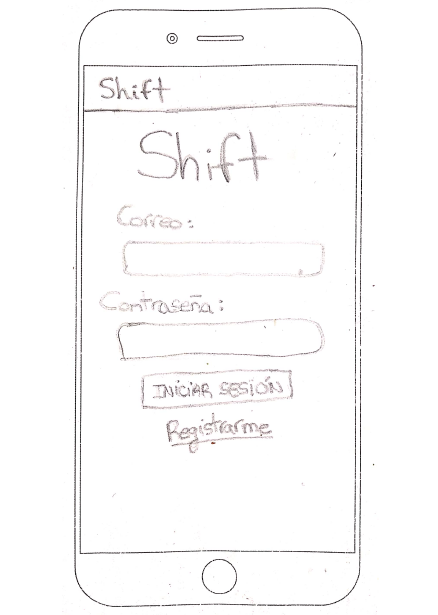 Shift
Shift
Correo:
Contraseña:
INICIAR SESIÓN
Registrarme